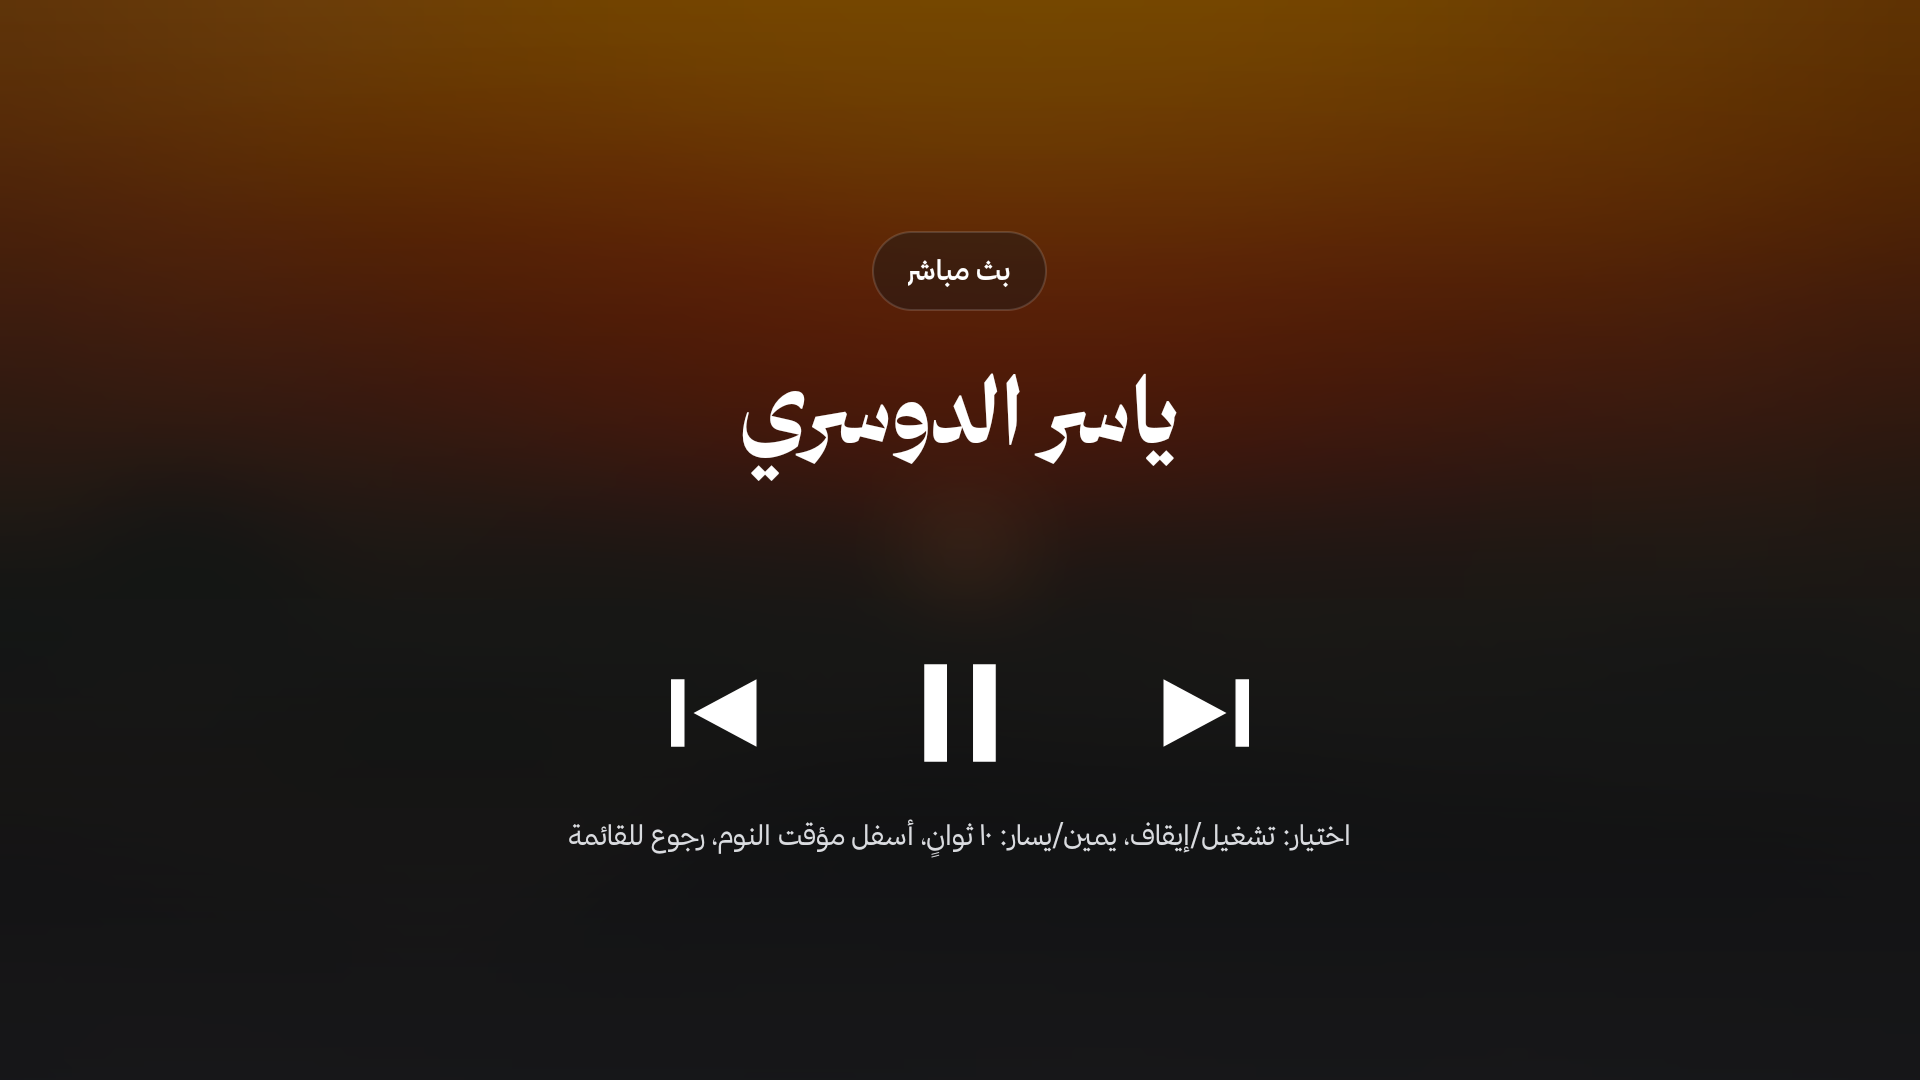 بث مباشر
ياسر الدوسري
اختيار: تشغيل/إيقاف، يمين/يسار: ١٠ ثوانٍ، أسفل مؤقت النوم، رجوع للقائمة